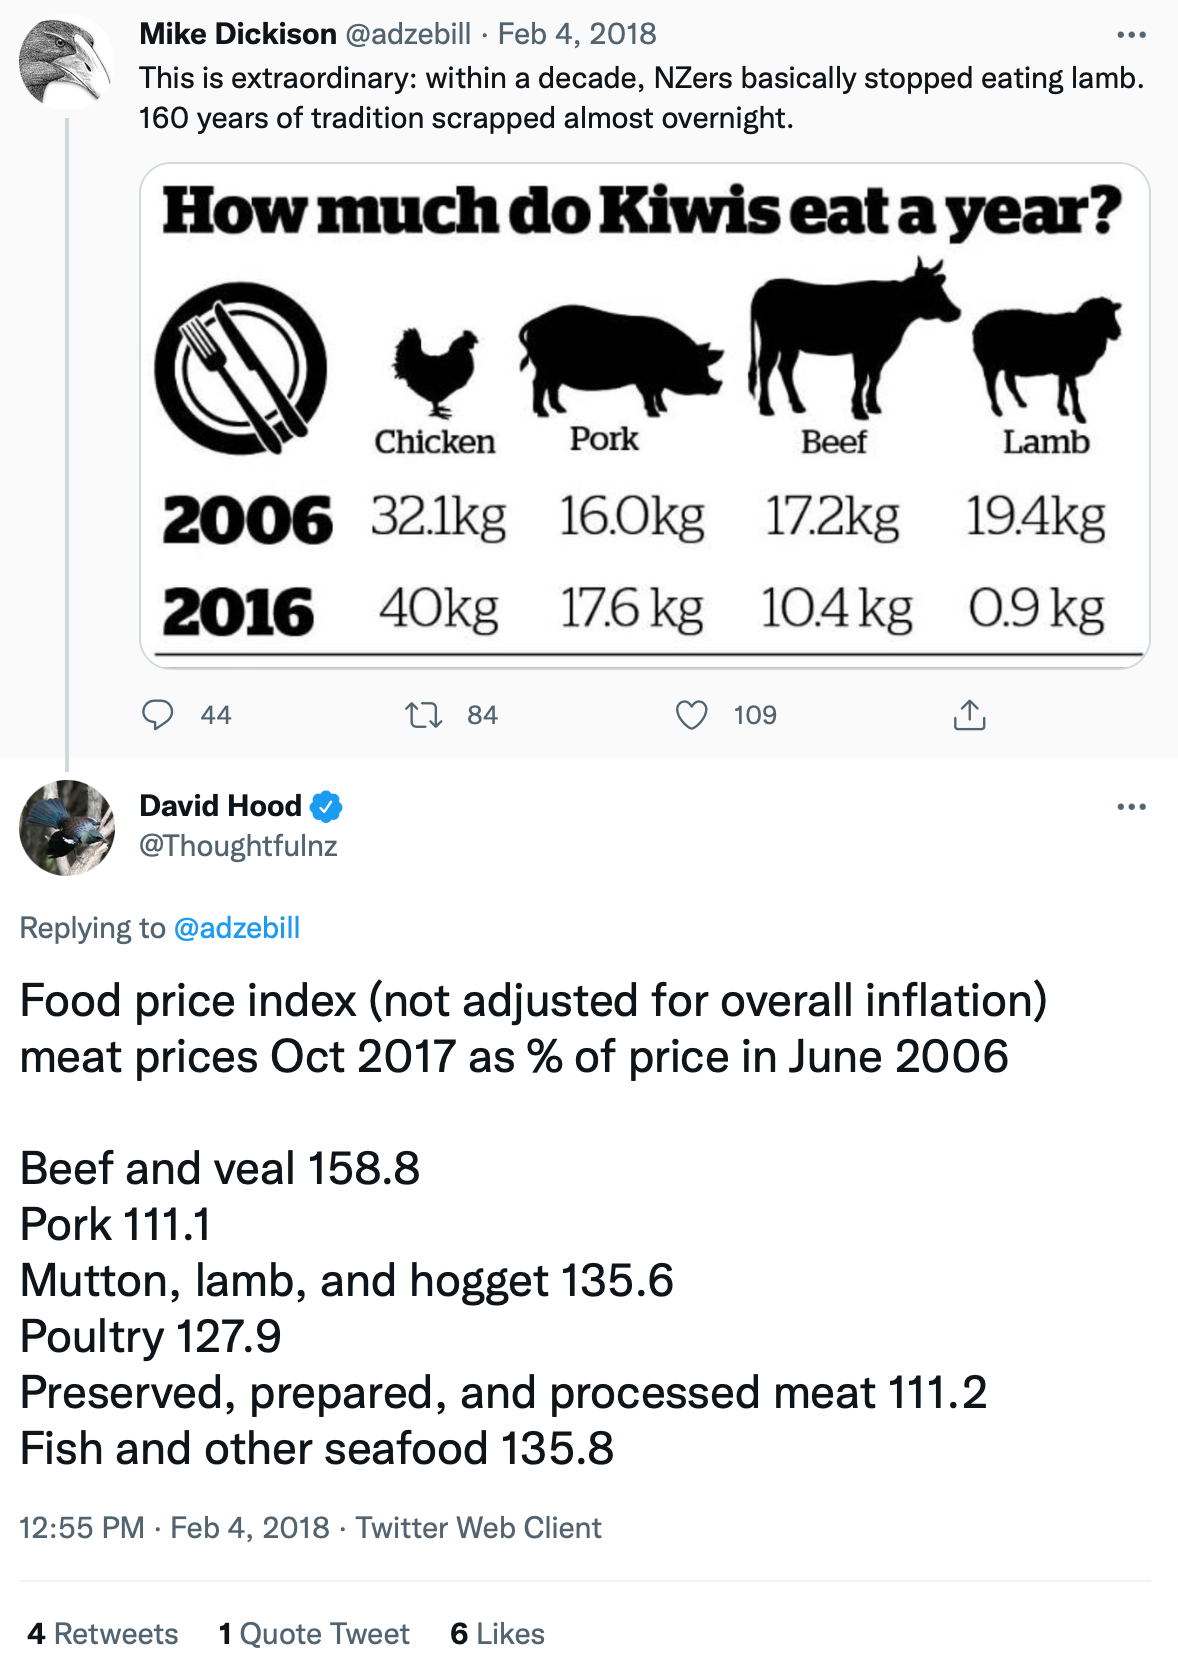 Mike Dickison @adzebill · Feb 4, 2018
This is extraordinary: within a decade, NZers basically stopped eating lamb.
160 years of tradition scrapped almost overnight.
How much do Kiwis eat a year?
Chicken Pork Beef Lamb
2006 32.1kg 16.0kg 17.2kg 19.4kg
2016 40kg 17.6 kg 10.4 kg 0.9 kg
44 84 109
David Hood
@Thoughtfulnz
Replying to @adzebill
Food price index (not adjusted for overall inflation)
meat prices Oct 2017 as % of price in June 2006
Beef and veal 158.8
Pork 111.1
Mutton, lamb, and hogget 135.6
Poultry 127.9
Preserved, prepared, and processed meat 111.2
Fish and other seafood 135.8
12:55 PM · Feb 4, 2018 · Twitter Web Client
4 Retweets 1 Quote Tweet 6 Likes